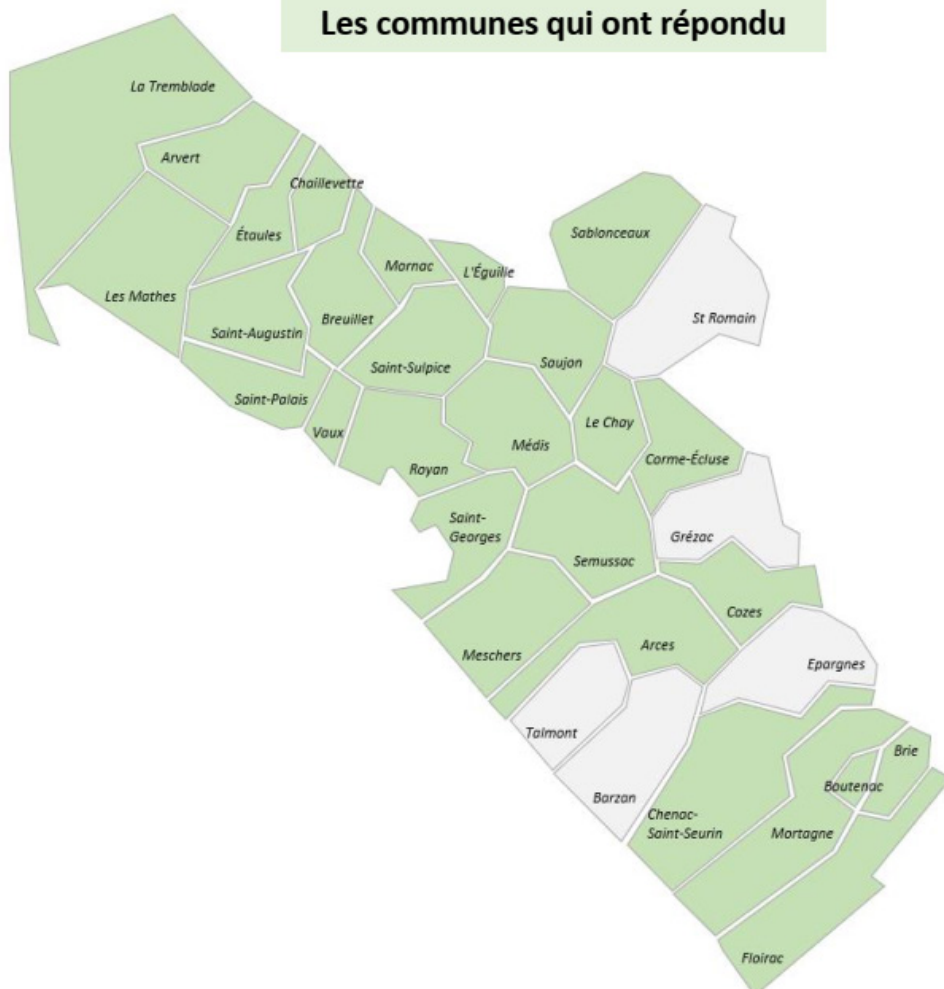 Les communes qui ont répondu
La Tremblade
Arvert
Chaillevette
Étaules
Sablonceaux
Mornac
L'Éguille
Les Mathes
St Romain
Saint-Augustin
Breuillet
Saint-Sulpice
Saujon
Saint-Palais
Vaux
Le Chay
Médis
Royan
Corme-Écluse
Saint-
Georges
Grézac
Semussac
Cozes
Arces
Meschers
Epargnes
Talmont
Brie
Boutenac
Barzan
Chenac-
Saint-Seurin
Mortagne
Floirac